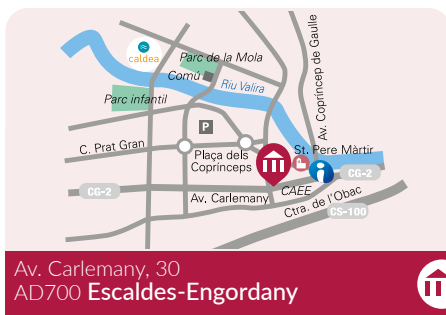 caldea
Parc de la Mola
Comú
Riu Valira
Av. Copríncep de Gaulle
Parc infantil
P
C. Prat Gran
St. Pere Màrtir
Plaça dels
Coprínceps
CG-2
CG-2
CAEE
Av. Carlemany
Ctra. de l'Obac
CS-100
Av. Carlemany, 30
AD700 Escaldes-Engordany